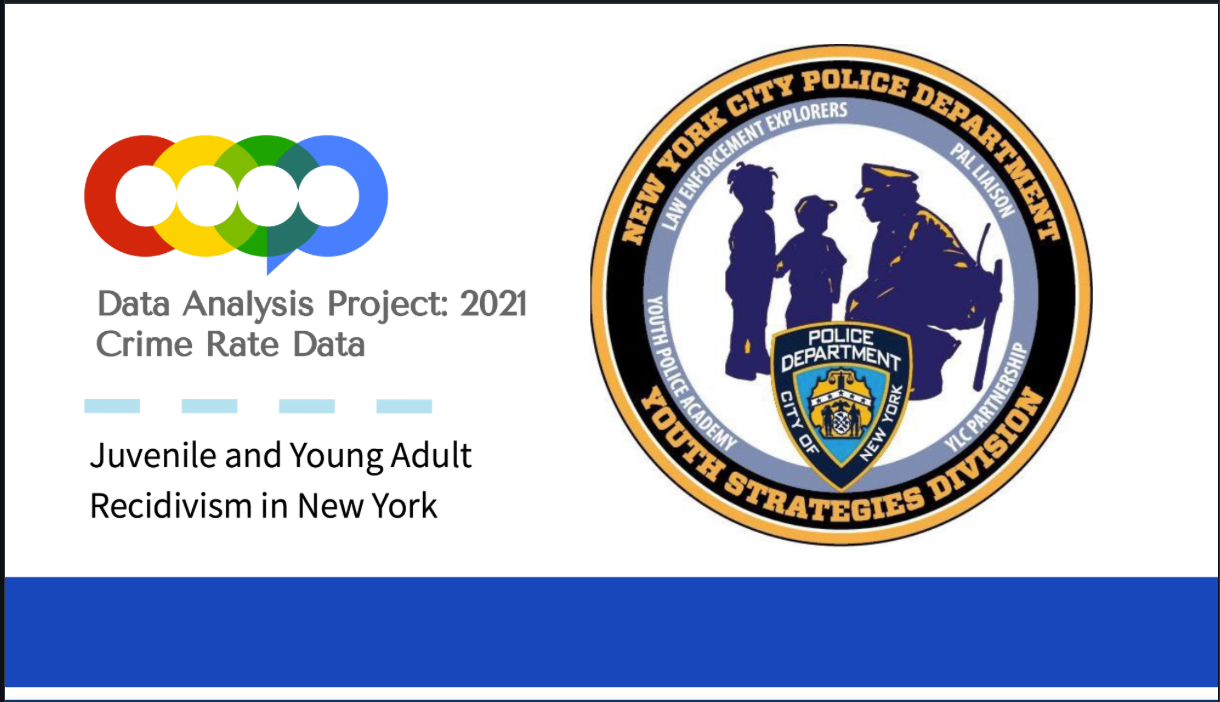 Data Analysis Project: 2021
Crime Rate Data
Juvenile and Young Adult
Recidivism in New York
NEW YORK CITY POLICE DEPARTMENT
LAW ENFORCEMENT EXPLORERS
PAL LIAISON
YOUTH POLICE ACADEMY
YLC PARTNERSHIP
POLICE
DEPARTMENT
CITY OF
NEW YORK
YOUTH STRATEGIES DIVISION